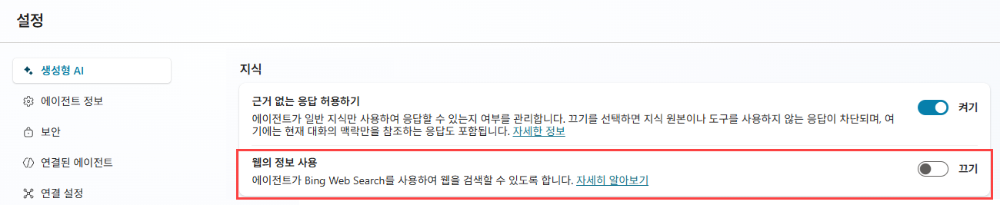 설정
생성형 AI
에이전트 정보
보안
연결된 에이전트
연결 설정
지식
근거 없는 응답 허용하기
에이전트가 일반 지식만 사용하여 응답할 수 있는지 여부를 관리합니다. 끄기를 선택하면 지식 원본이나 도구를 사용하지 않는 응답이 차단되며, 여
기에는 현재 대화의 맥락만을 참조하는 응답도 포함됩니다. 자세한 정보
켜기
웹의 정보 사용
에이전트가 Bing Web Search를 사용하여 웹을 검색할 수 있도록 합니다. 자세히 알아보기
끄기